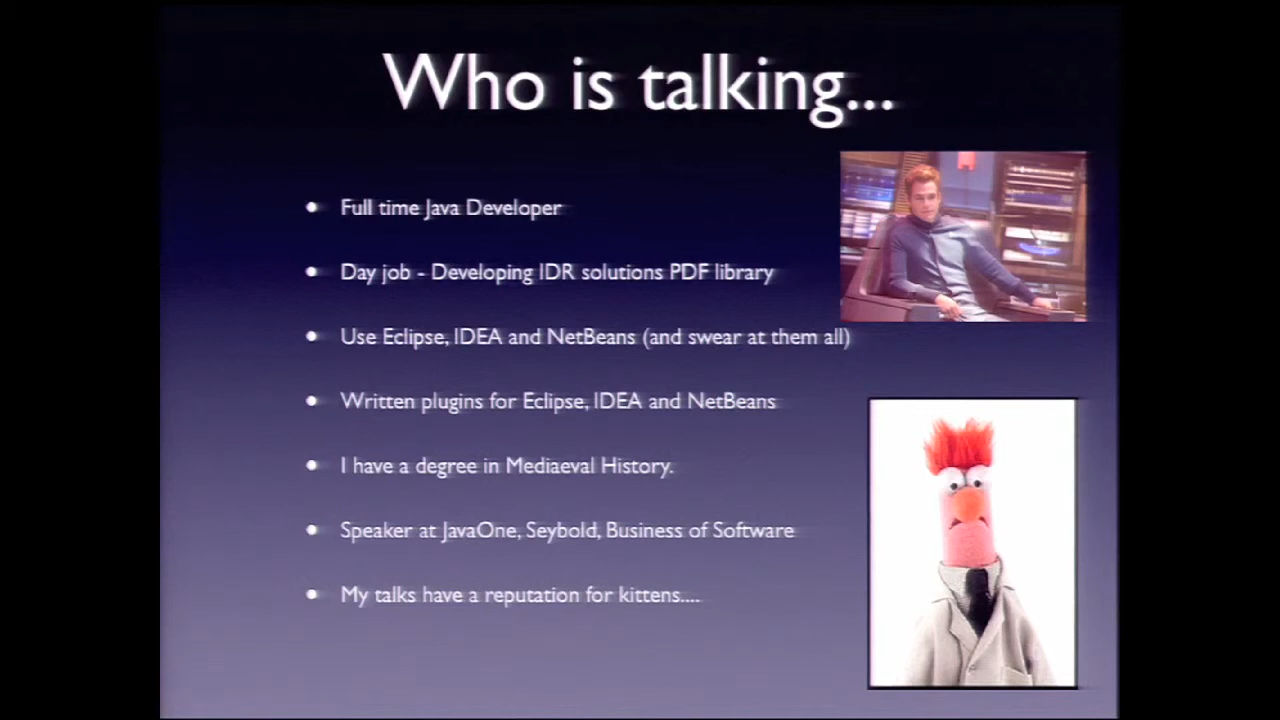 Who is talking...
Full time Java Developer
Day job - Developing IDR solutions PDF library
Use Eclipse, IDEA and NetBeans (and swear at them all)
Written plugins for Eclipse, IDEA and NetBeans
I have a degree in Mediaeval History.
Speaker at JavaOne, Seybold, Business of Software
My talks have a reputation for kittens....